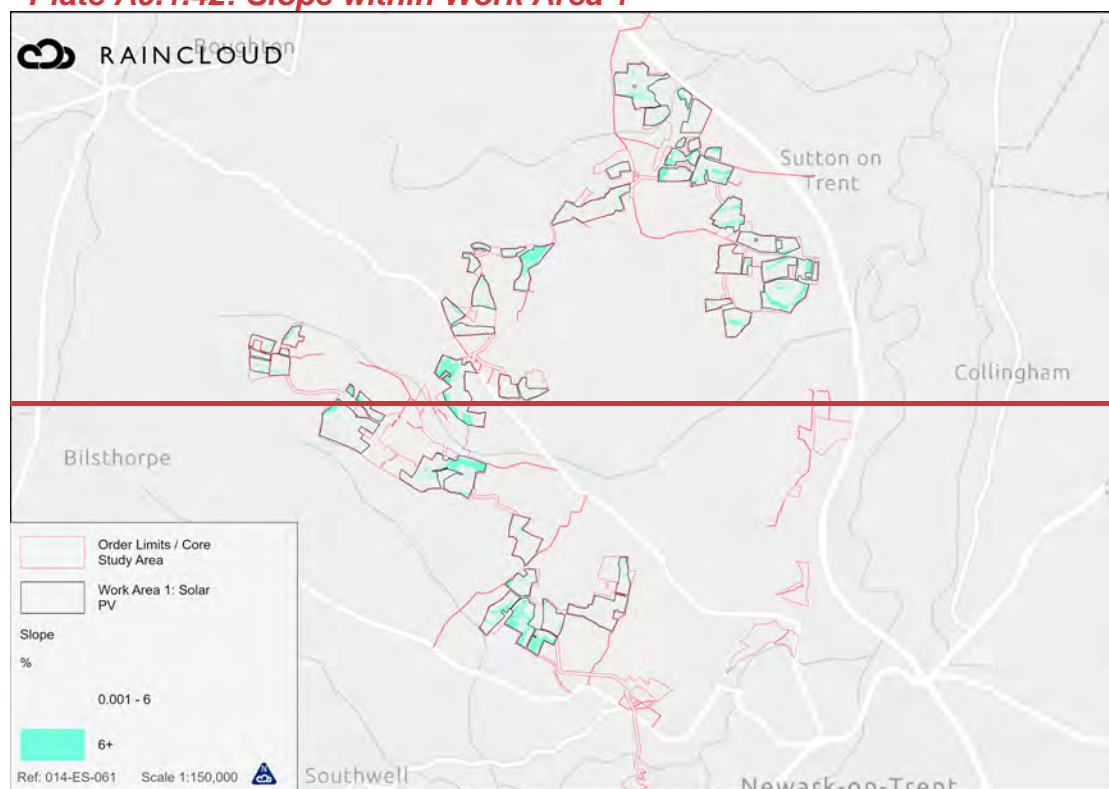 Plate A6.1.42: Slope within Work Area 1
RAINCLOUD
Boughton
Sutton on
Trent
Collingham
Bilsthorpe
Order Limits / Core
Study Area
Work Area 1: Solar
PV
Slope
%
0.001 - 6
6+
Ref: 014-ES-061 Scale 1:150,000
N
Southwell
Newark-on-Trent